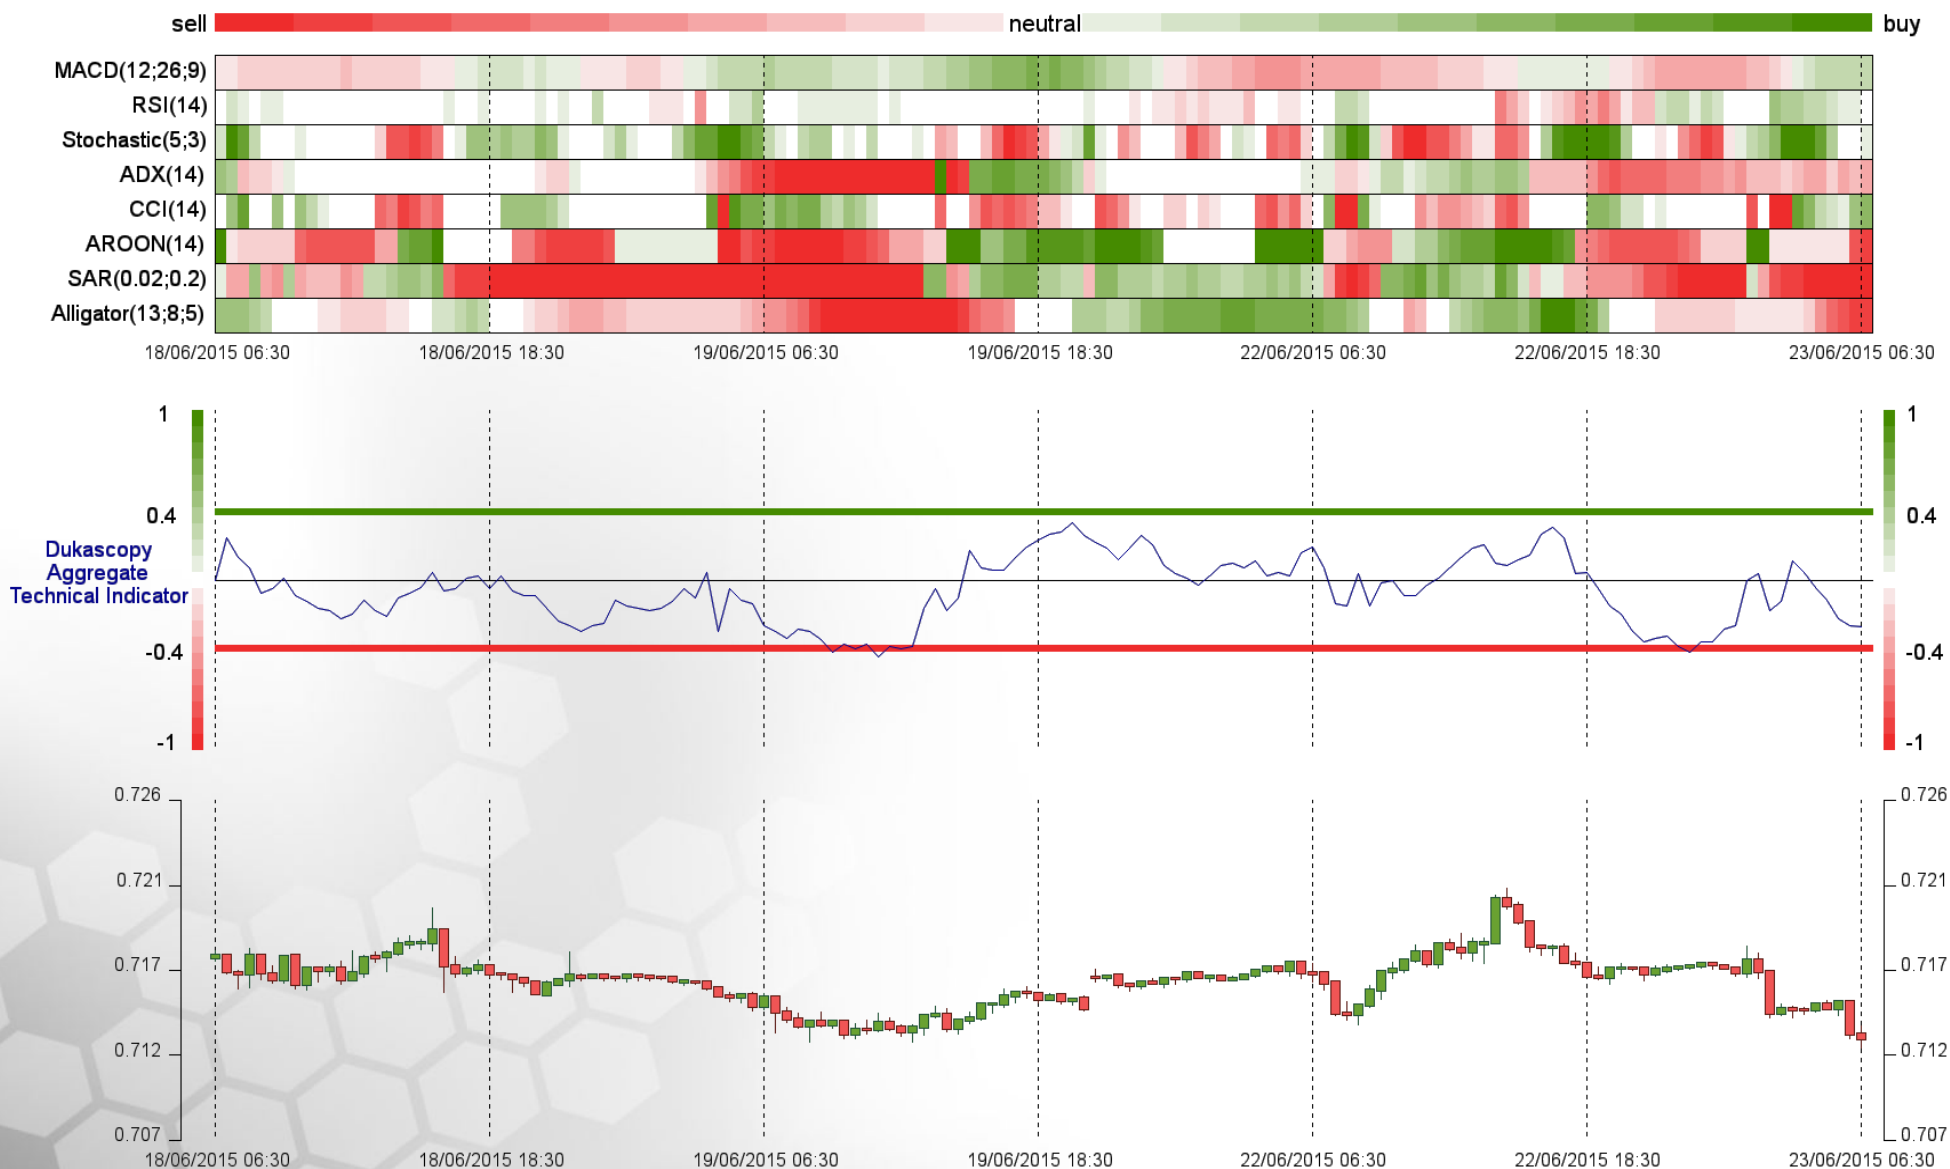 sell neutral buy
MACD(12;26;9)
RSI(14)
Stochastic(5;3)
ADX(14)
CCI(14)
AROON(14)
SAR(0.02;0.2)
Alligator(13;8;5)
18/06/2015 06:30 18/06/2015 18:30 19/06/2015 06:30 19/06/2015 18:30 22/06/2015 06:30 22/06/2015 18:30 23/06/2015 06:30
1 1
0.4 0.4
Dukascopy
Aggregate
Technical Indicator
-0.4 -0.4
-1 -1
0.726 0.726
0.721 0.721
0.717 0.717
0.712 0.712
0.707 0.707
18/06/2015 06:30 18/06/2015 18:30 19/06/2015 06:30 19/06/2015 18:30 22/06/2015 06:30 22/06/2015 18:30 23/06/2015 06:30